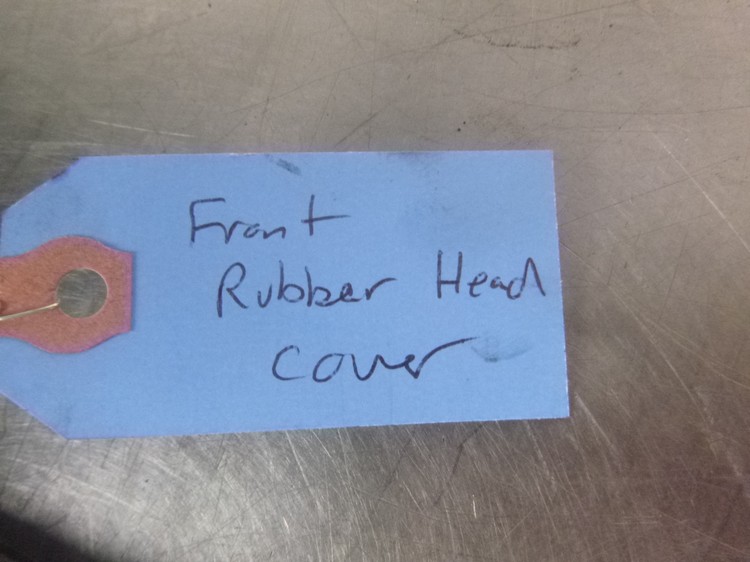 Front
Rubber Head
cover